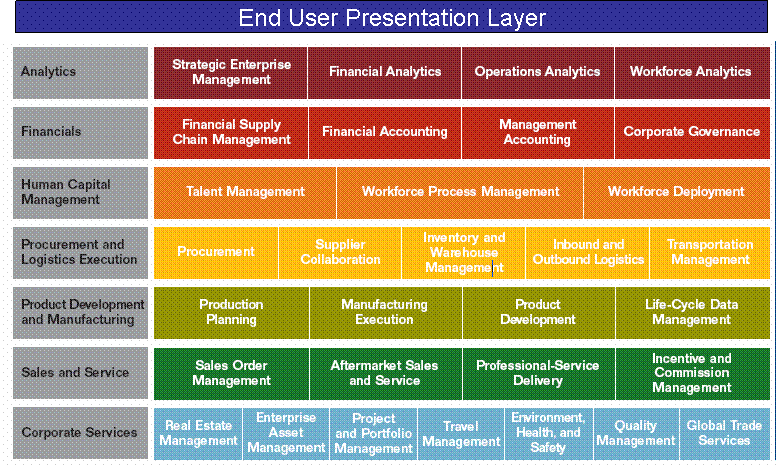 End User Presentation Layer
Analytics
Strategic Enterprise
Management
Financial Analytics
Operations Analytics
Workforce Analytics
Financials
Financial Supply
Chain Management
Financial Accounting
Management
Accounting
Corporate Governance
Human Capital
Management
Talent Management
Workforce Process Management
Workforce Deployment
Procurement and
Logistics Execution
Procurement
Supplier
Collaboration
Inventory and
Warehouse
Management
Inbound and
Outbound Logistics
Transportation
Management
Product Development
and Manufacturing
Production
Planning
Manufacturing
Execution
Product
Development
Life-Cycle Data
Management
Sales and Service
Sales Order
Management
Aftermarket Sales
and Service
Professional-Service
Delivery
Incentive and
Commission
Management
Corporate Services
Real Estate
Management
Enterprise
Asset
Management
Project
and Portfolio
Management
Travel
Management
Environment,
Health, and
Safety
Quality
Management
Global Trade
Services